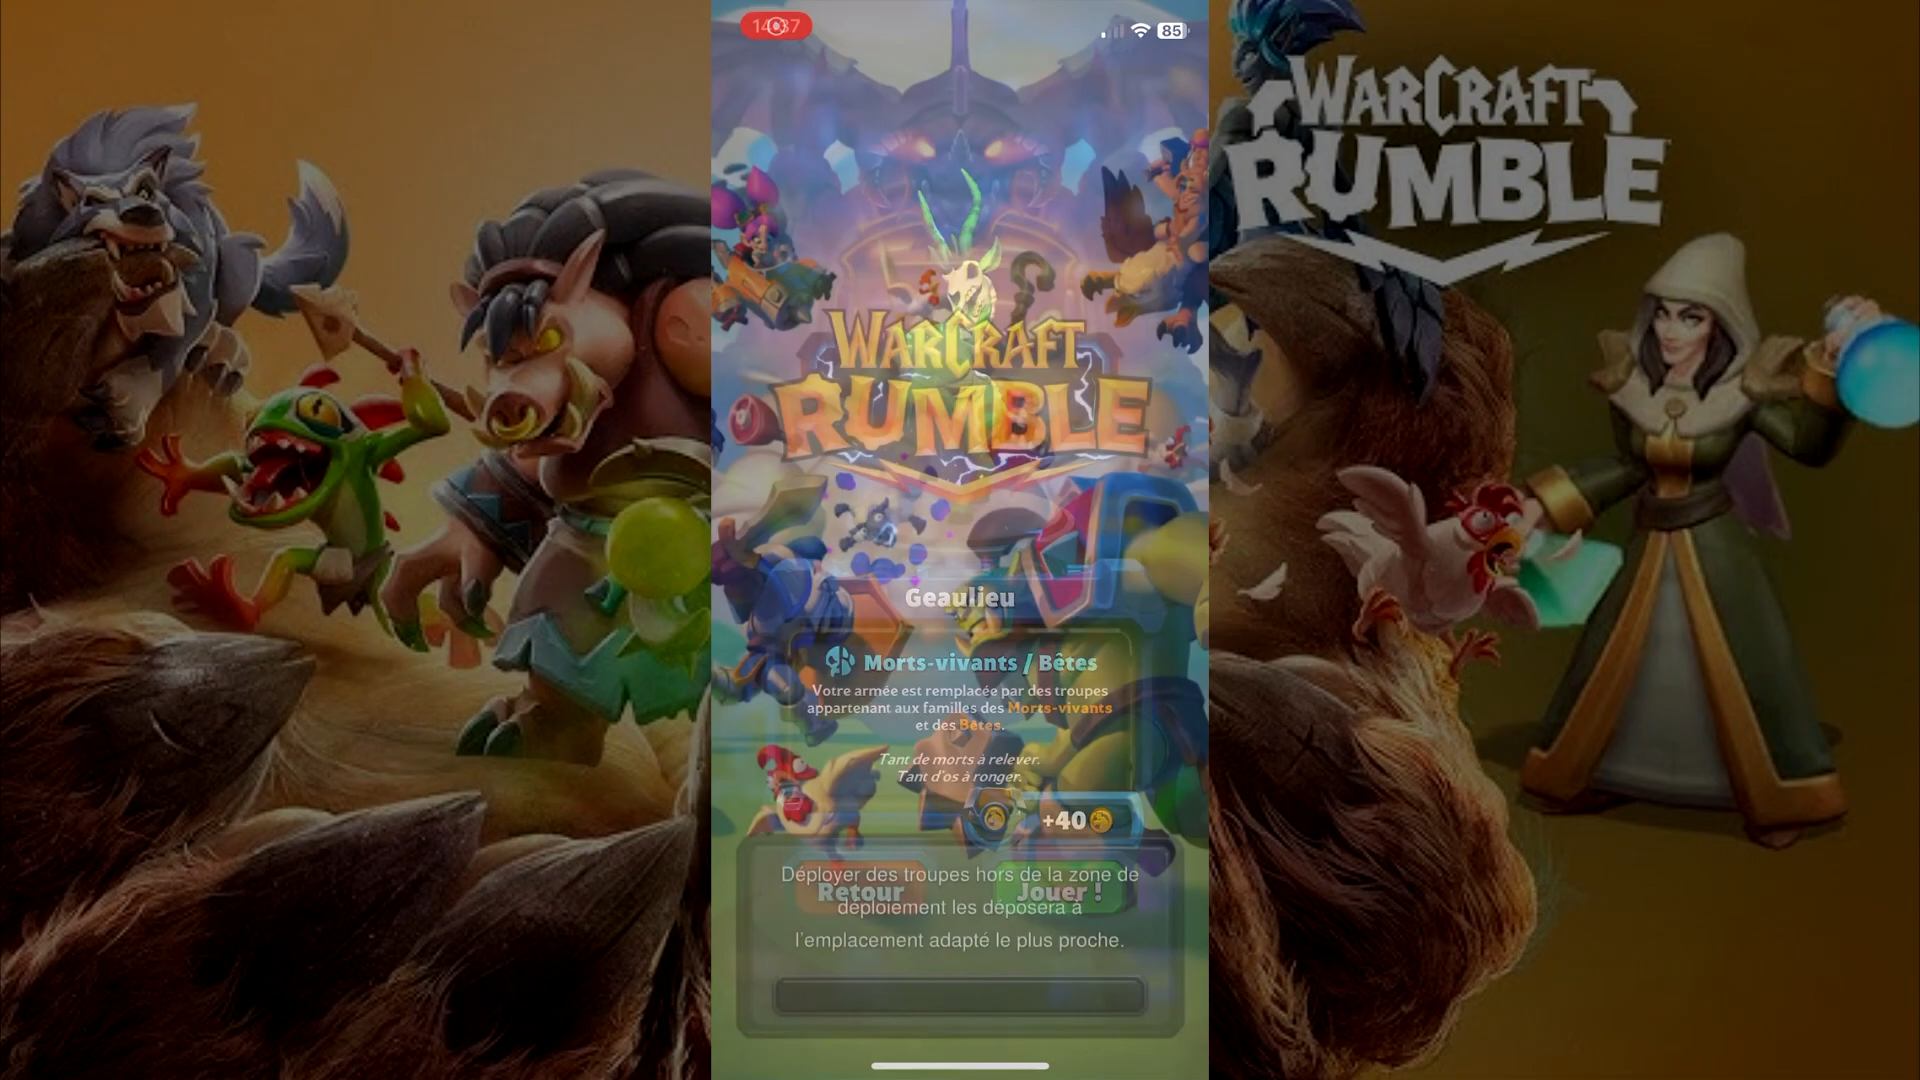 85
WARCRAFT
RUMBLE
WARCRAFT
RUMBLE
Geaulieu
Morts-vivants / Bêtes
Votre armée est remplacée par des troupes
appartenant aux familles des Morts-vivants
et des Bêtes.
Tant de morts à relever.
Tant d'os à ronger.
+40
Déployer des troupes hors de la zone de
Retour Jouer !
déploiement les déposera à
l'emplacement adapté le plus proche.